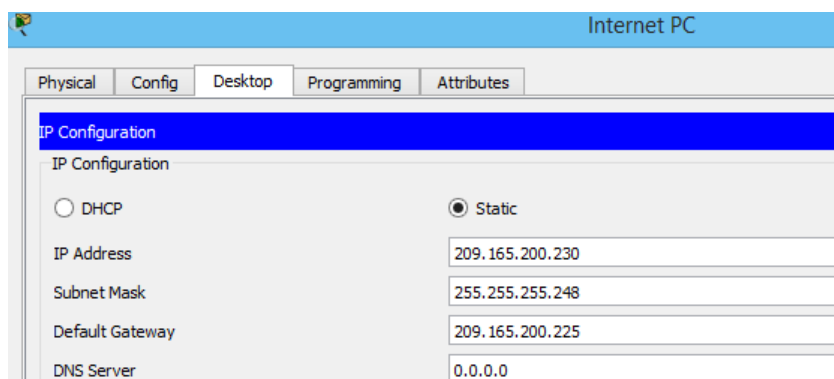 Internet PC
Physical Config Desktop Programming Attributes
IP Configuration
IP Configuration
DHCP Static
IP Address 209.165.200.230
Subnet Mask 255.255.255.248
Default Gateway 209.165.200.225
DNS Server 0.0.0.0